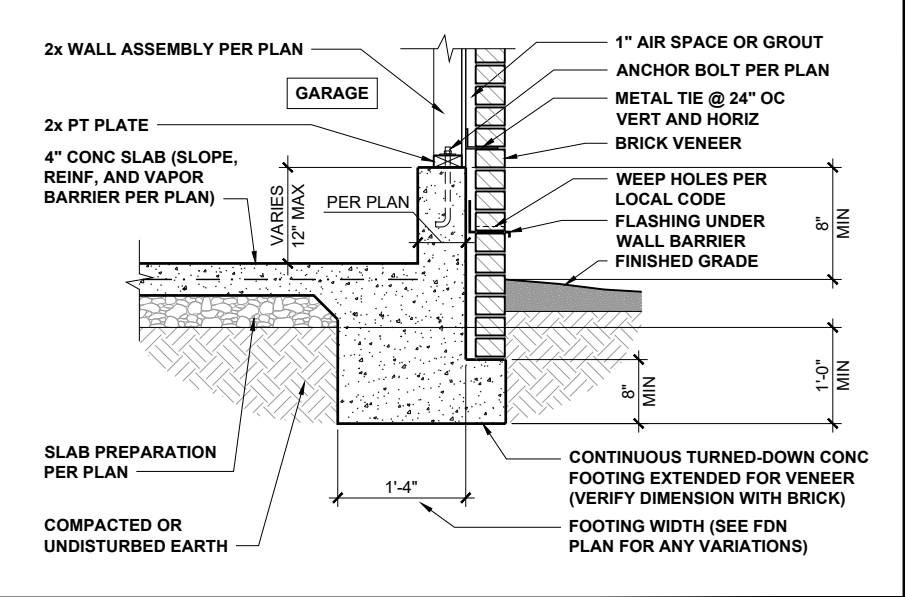 2x WALL ASSEMBLY PER PLAN
GARAGE
2x PT PLATE
4" CONC SLAB (SLOPE,
REINF, AND VAPOR
BARRIER PER PLAN)
VARIES
12" MAX
PER PLAN
1" AIR SPACE OR GROUT
ANCHOR BOLT PER PLAN
METAL TIE @ 24" OC
VERT AND HORIZ
BRICK VENEER
WEEP HOLES PER
LOCAL CODE
FLASHING UNDER
WALL BARRIER
FINISHED GRADE
8"
MIN
1'-0"
MIN
8"
MIN
SLAB PREPARATION
PER PLAN
COMPACTED OR
UNDISTURBED EARTH
1'-4"
CONTINUOUS TURNED-DOWN CONC
FOOTING EXTENDED FOR VENEER
(VERIFY DIMENSION WITH BRICK)
FOOTING WIDTH (SEE FDN
PLAN FOR ANY VARIATIONS)